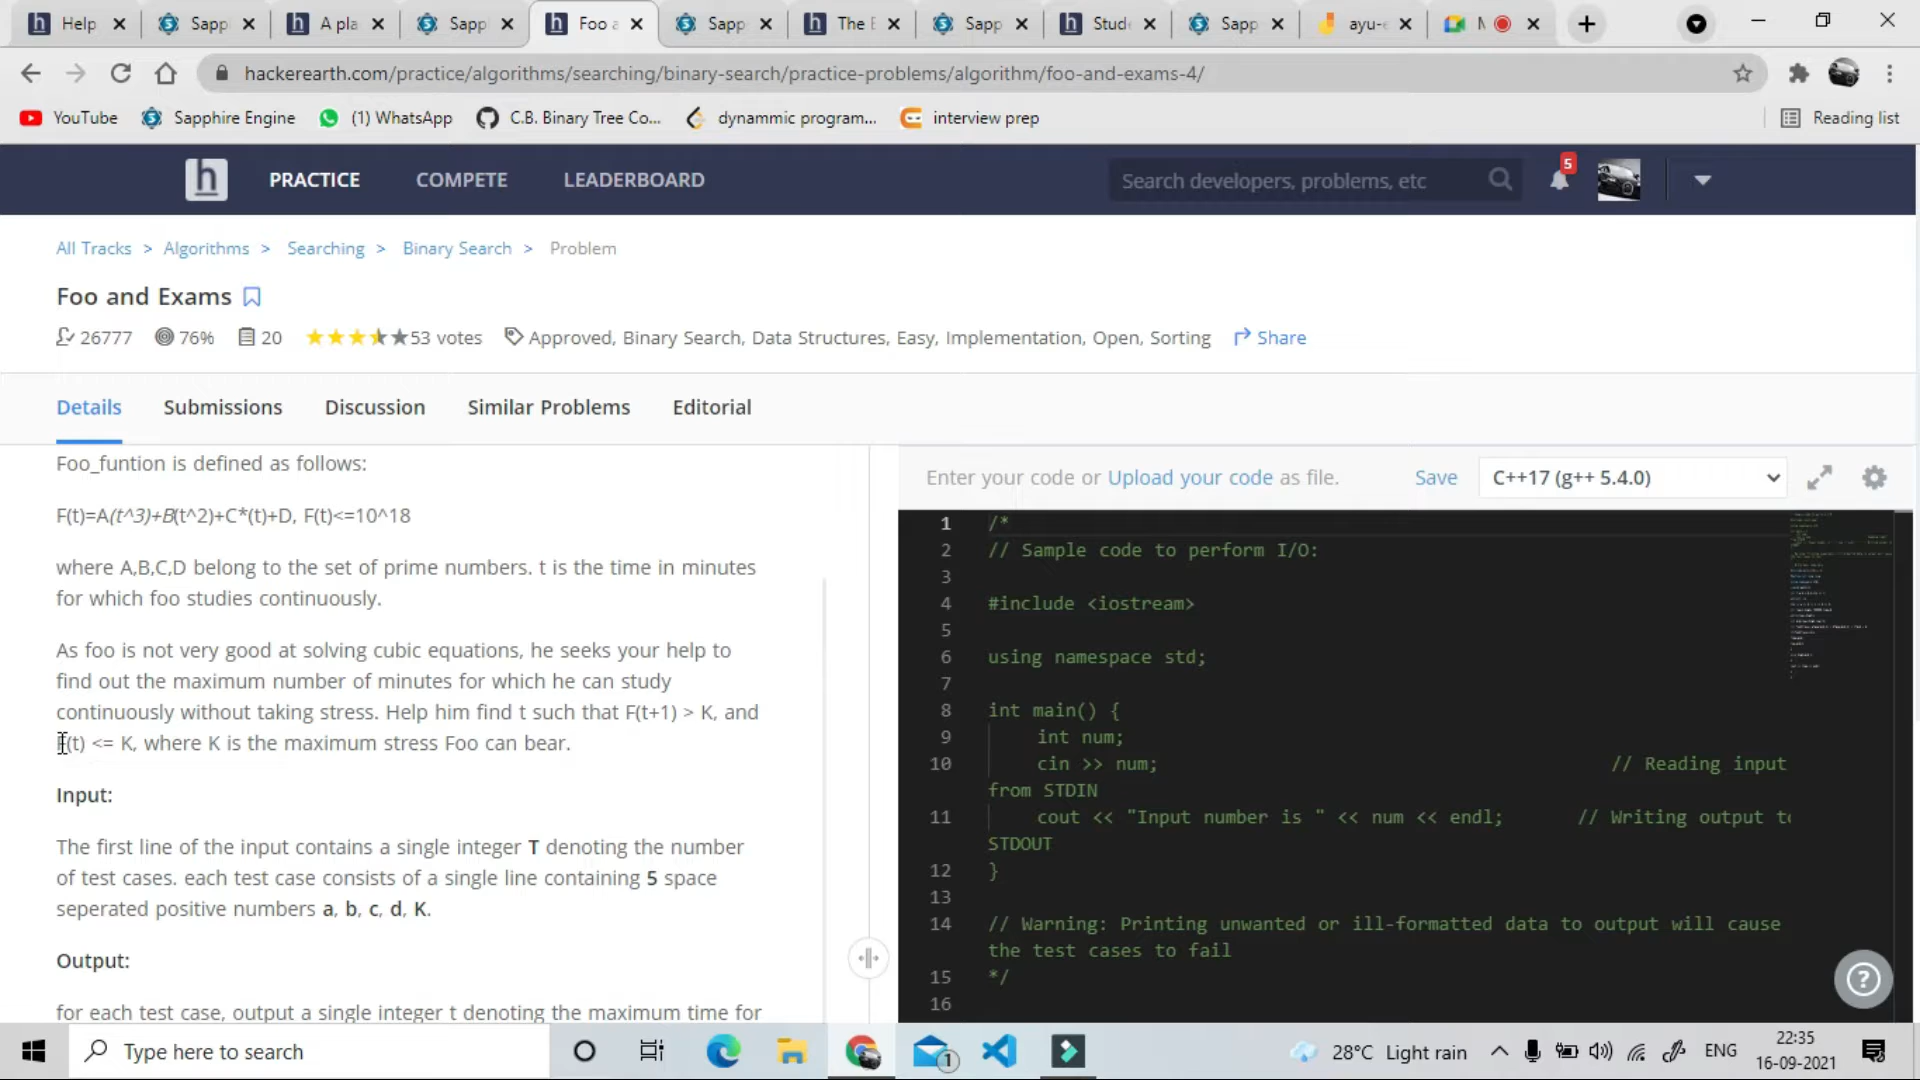 Help
Sapp
A pla
Sappl
Foo a
Sapp
The E
Sapp
Stude
Sapp
ayu-e
M
hackerearth.com/practice/algorithms/searching/binary-search/practice-problems/algorithm/foo-and-exams-4/
YouTube
Sapphire Engine
(1) WhatsApp
C.B. Binary Tree Co...
dynammic program...
interview prep
Reading list
h
PRACTICE
COMPETE
LEADERBOARD
Search developers, problems, etc
5
All Tracks > Algorithms > Searching > Binary Search > Problem
Foo and Exams
26777 76% 20 53 votes Approved, Binary Search, Data Structures, Easy, Implementation, Open, Sorting Share
Details
Submissions
Discussion
Similar Problems
Editorial
Foo_funtion is defined as follows:
F(t)=A(t^3)+B(t^2)+C*(t)+D, F(t)<=10^18
where A,B,C,D belong to the set of prime numbers. t is the time in minutes
for which foo studies continuously.
As foo is not very good at solving cubic equations, he seeks your help to
find out the maximum number of minutes for which he can study
continuously without taking stress. Help him find t such that F(t+1) > K, and
F(t) <= K, where K is the maximum stress Foo can bear.
Input:
The first line of the input contains a single integer T denoting the number
of test cases. each test case consists of a single line containing 5 space
seperated positive numbers a, b, c, d, K.
Output:
for each test case, output a single integer t denoting the maximum time for
Enter your code or Upload your code as file.
Save
C++17 (g++ 5.4.0)
1 /*
2 // Sample code to perform I/O:
3
4 #include <iostream>
5
6 using namespace std;
7
8 int main() {
9 int num;
10 cin >> num; // Reading input
from STDIN
11 cout << "Input number is " << num << endl; // Writing output to
STDOUT
12 }
13
14 // Warning: Printing unwanted or ill-formatted data to output will cause
the test cases to fail
15 */
16
?
Type here to search
1
28°C Light rain
ENG
22:35
16-09-2021